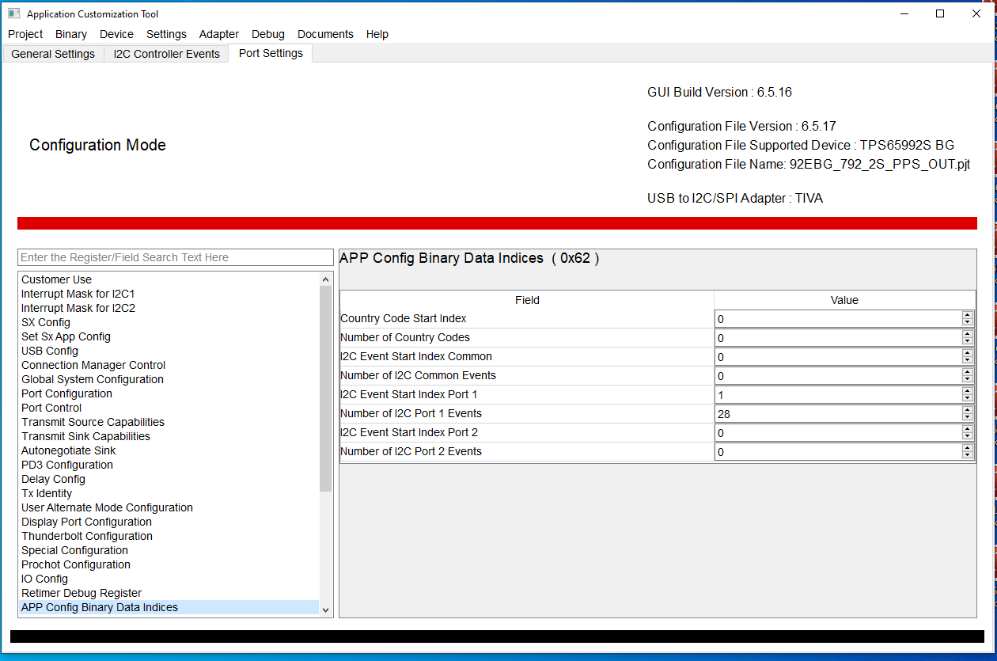 Application Customization Tool
Project Binary Device Settings Adapter Debug Documents Help
General Settings I2C Controller Events Port Settings
GUI Build Version : 6.5.16
Configuration File Version : 6.5.17
Configuration Mode
Configuration File Supported Device : TPS65992S BG
Configuration File Name: 92EBG_792_2S_PPS_OUT.pjt
USB to I2C/SPI Adapter : TIVA
Enter the Register/Field Search Text Here
Customer Use
Interrupt Mask for I2C1
Interrupt Mask for I2C2
SX Config
Set Sx App Config
USB Config
Connection Manager Control
Global System Configuration
Port Configuration
Port Control
Transmit Source Capabilities
Transmit Sink Capabilities
Autonegotiate Sink
PD3 Configuration
Delay Config
Tx Identity
User Alternate Mode Configuration
Display Port Configuration
Thunderbolt Configuration
Special Configuration
Prochot Configuration
IO Config
Retimer Debug Register
APP Config Binary Data Indices
APP Config Binary Data Indices ( 0x62 )
Field Value
Country Code Start Index 0
Number of Country Codes 0
I2C Event Start Index Common 0
Number of I2C Common Events 0
I2C Event Start Index Port 1 1
Number of I2C Port 1 Events 28
I2C Event Start Index Port 2 0
Number of I2C Port 2 Events 0